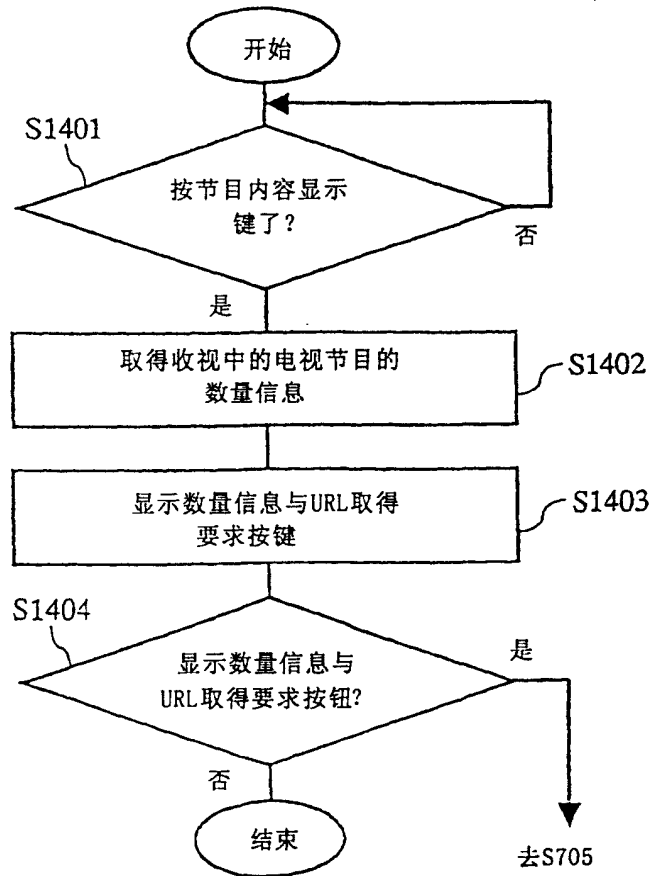 开始
S1401
按节目内容显示
键了?
否
是
取得收视中的电视节目的
数量信息
S1402
显示数量信息与URL取得
要求按键
S1403
S1404
显示数量信息与
URL取得要求按钮?
是
否
结束
去S705